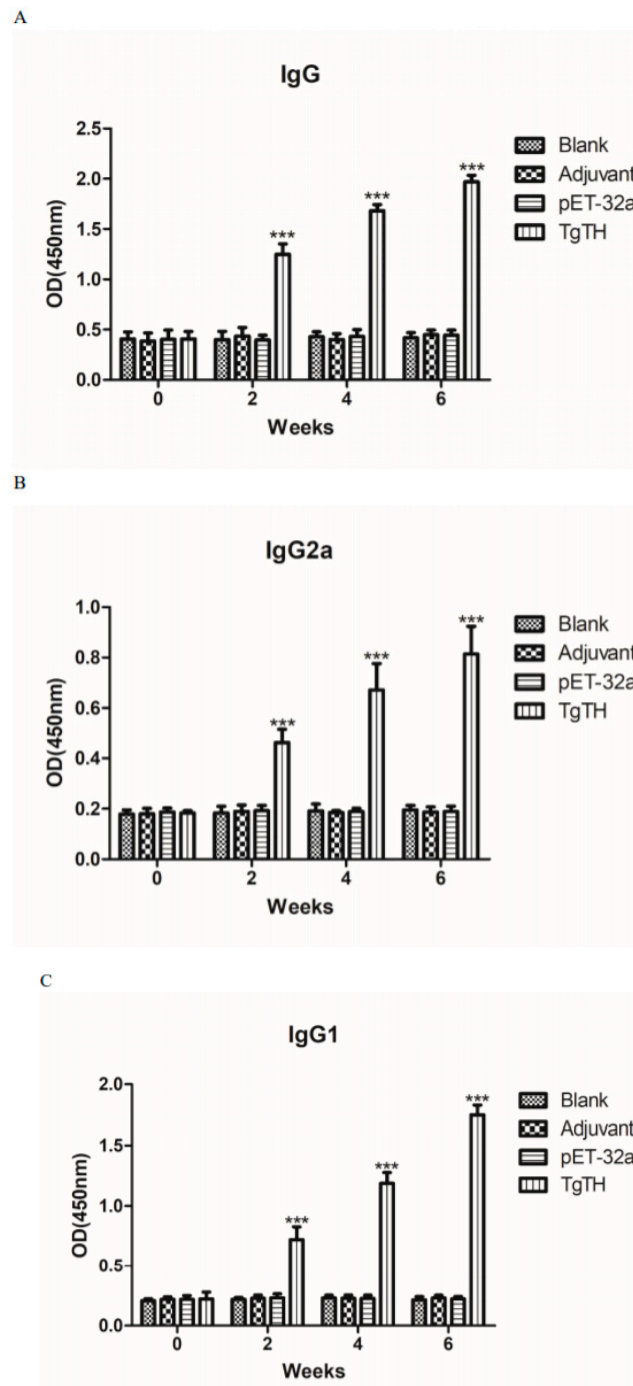 A
IgG
2.5
2.0
1.5
1.0
0.5
0.0
OD(450nm)
***
***
***
0
2
4
6
Weeks
Blank
Adjuvant
pET-32a
TgTH
B
IgG2a
1.0
0.8
0.6
0.4
0.2
0.0
OD(450nm)
***
***
***
0
2
4
6
Weeks
Blank
Adjuvant
pET-32a
TgTH
C
IgG1
2.0
1.5
1.0
0.5
0.0
OD(450nm)
***
***
***
0
2
4
6
Weeks
Blank
Adjuvant
pET-32a
TgTH